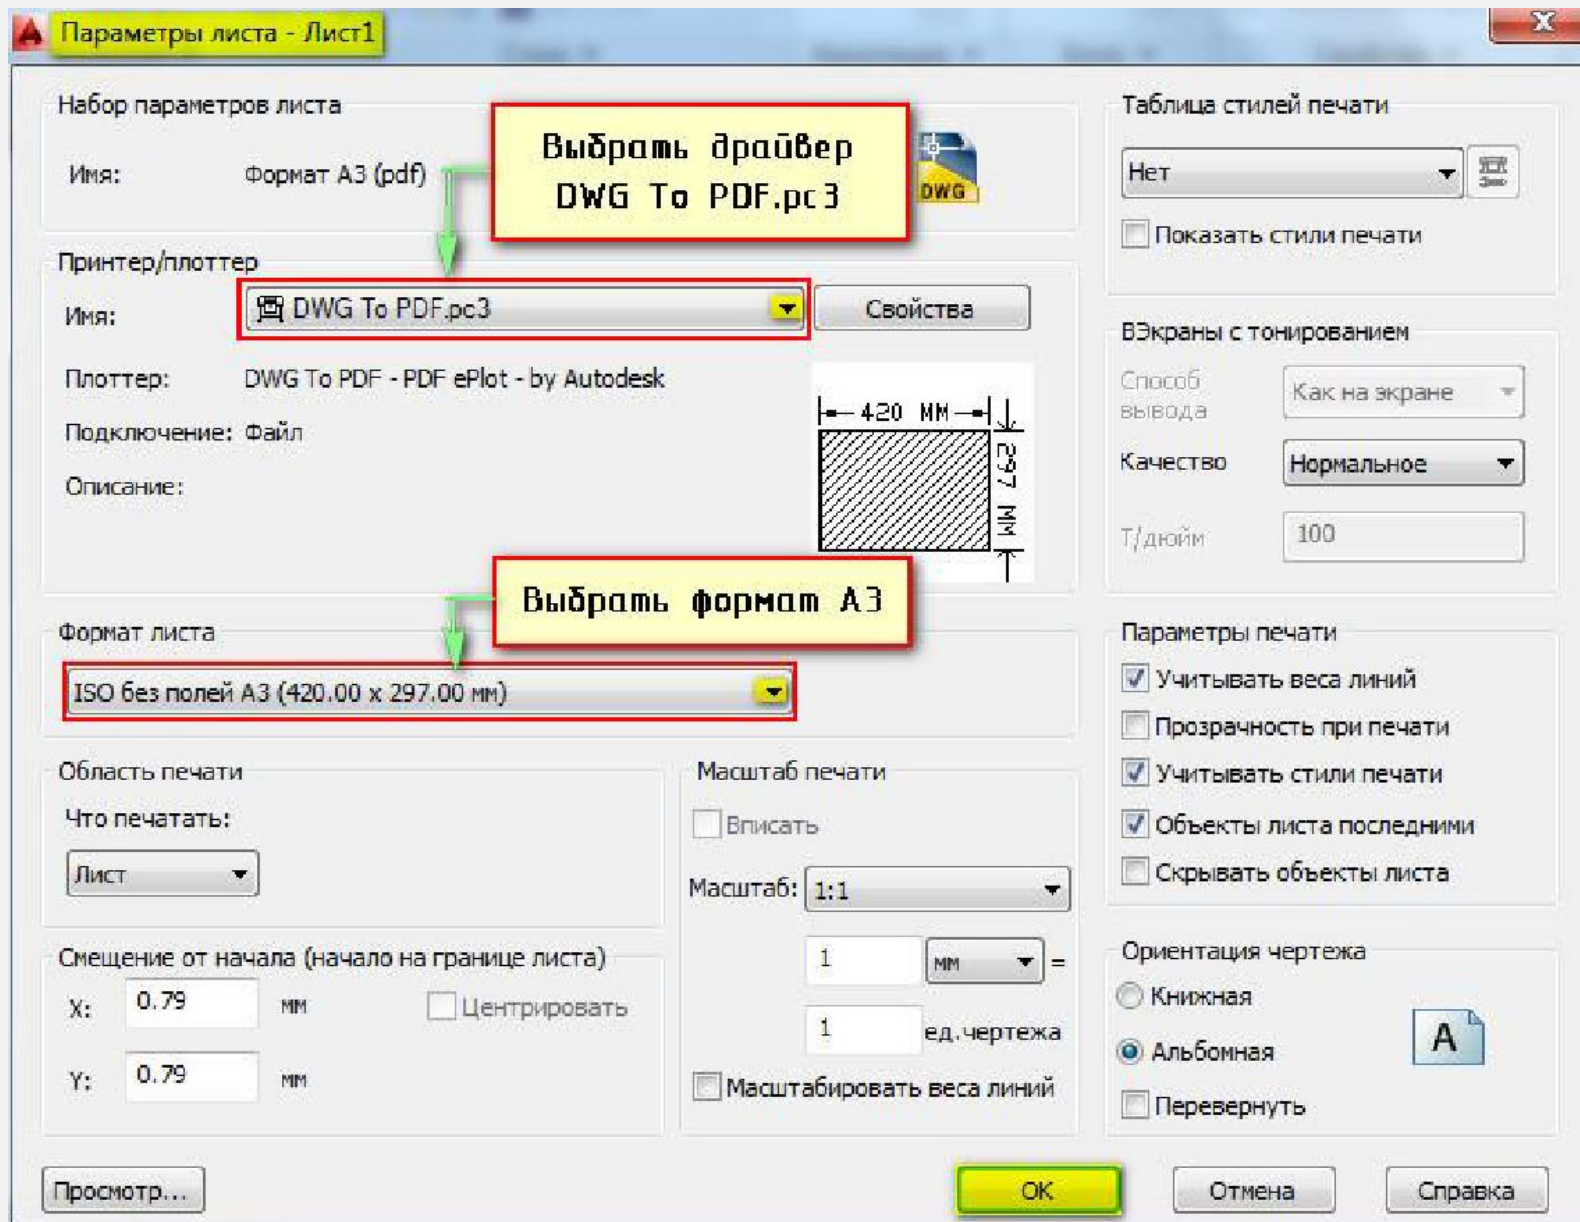 Параметры листа - Лист1
Набор параметров листа
Имя: Формат А3 (pdf)
Выбрать драйвер
DWG To PDF.pc3
DWG
Принтер/плоттер
Имя: DWG To PDF.pc3 Свойства
Плоттер: DWG To PDF - PDF ePlot - by Autodesk
Подключение: Файл
Описание:
420 MM
297 MM
Выбрать формат А3
Формат листа
ISO без полей A3 (420.00 x 297.00 мм)
Область печати
Что печатать:
Лист
Смещение от начала (начало на границе листа)
X: 0.79 мм Центрировать
Y: 0.79 мм
Масштаб печати
Вписать
Масштаб: 1:1
1 мм =
1 ед.чертежа
Масштабировать веса линий
Таблица стилей печати
Нет
Показать стили печати
ВЭкраны с тонированием
Способ
вывода
Как на экране
Качество Нормальное
Т/дюйм 100
Параметры печати
Учитывать веса линий
Прозрачность при печати
Учитывать стили печати
Объекты листа последними
Скрывать объекты листа
Ориентация чертежа
Книжная
Альбомная
A
Перевернуть
Просмотр... OK Отмена Справка